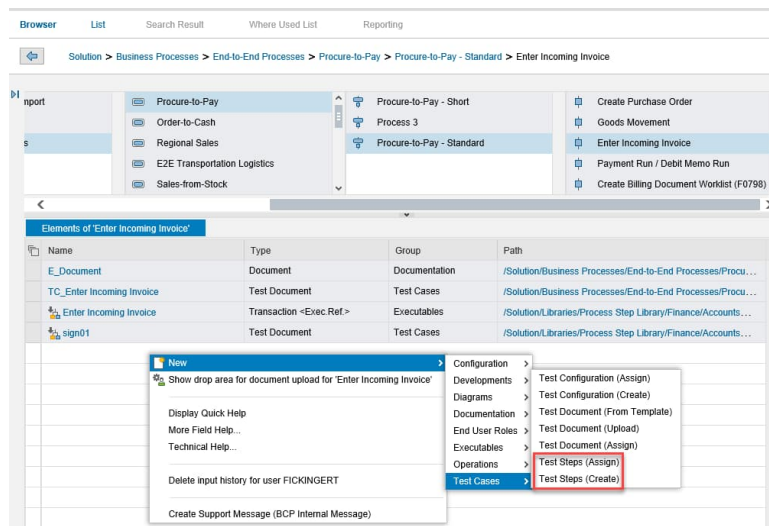 Browser List Search Result Where Used List Reporting
Solution > Business Processes > End-to-End Processes > Procure-to-Pay > Procure-to-Pay - Standard > Enter Incoming Invoice
mport Procure-to-Pay Procure-to-Pay - Short Create Purchase Order
Order-to-Cash Process 3 Goods Movement
s Regional Sales Procure-to-Pay - Standard Enter Incoming Invoice
E2E Transportation Logistics Payment Run / Debit Memo Run
Sales-from-Stock Create Billing Document Worklist (F0798)
Elements of 'Enter Incoming Invoice'
Name Type Group Path
E_Document Document Documentation /Solution/Business Processes/End-to-End Processes/Procu...
TC_Enter Incoming Invoice Test Document Test Cases /Solution/Business Processes/End-to-End Processes/Procu...
Enter Incoming Invoice Transaction <Exec.Ref.> Executables /Solution/Libraries/Process Step Library/Finance/Accounts...
sign01 Test Document Test Cases /Solution/Libraries/Process Step Library/Finance/Accounts...
New
Show drop area for document upload for 'Enter Incoming Invoice'
Display Quick Help
More Field Help...
Technical Help...
Delete input history for user FICKINGERT
Create Support Message (BCP Internal Message)
Configuration
Developments
Diagrams
Documentation
End User Roles
Executables
Operations
Test Cases
Test Configuration (Assign)
Test Configuration (Create)
Test Document (From Template)
Test Document (Upload)
Test Document (Assign)
Test Steps (Assign)
Test Steps (Create)